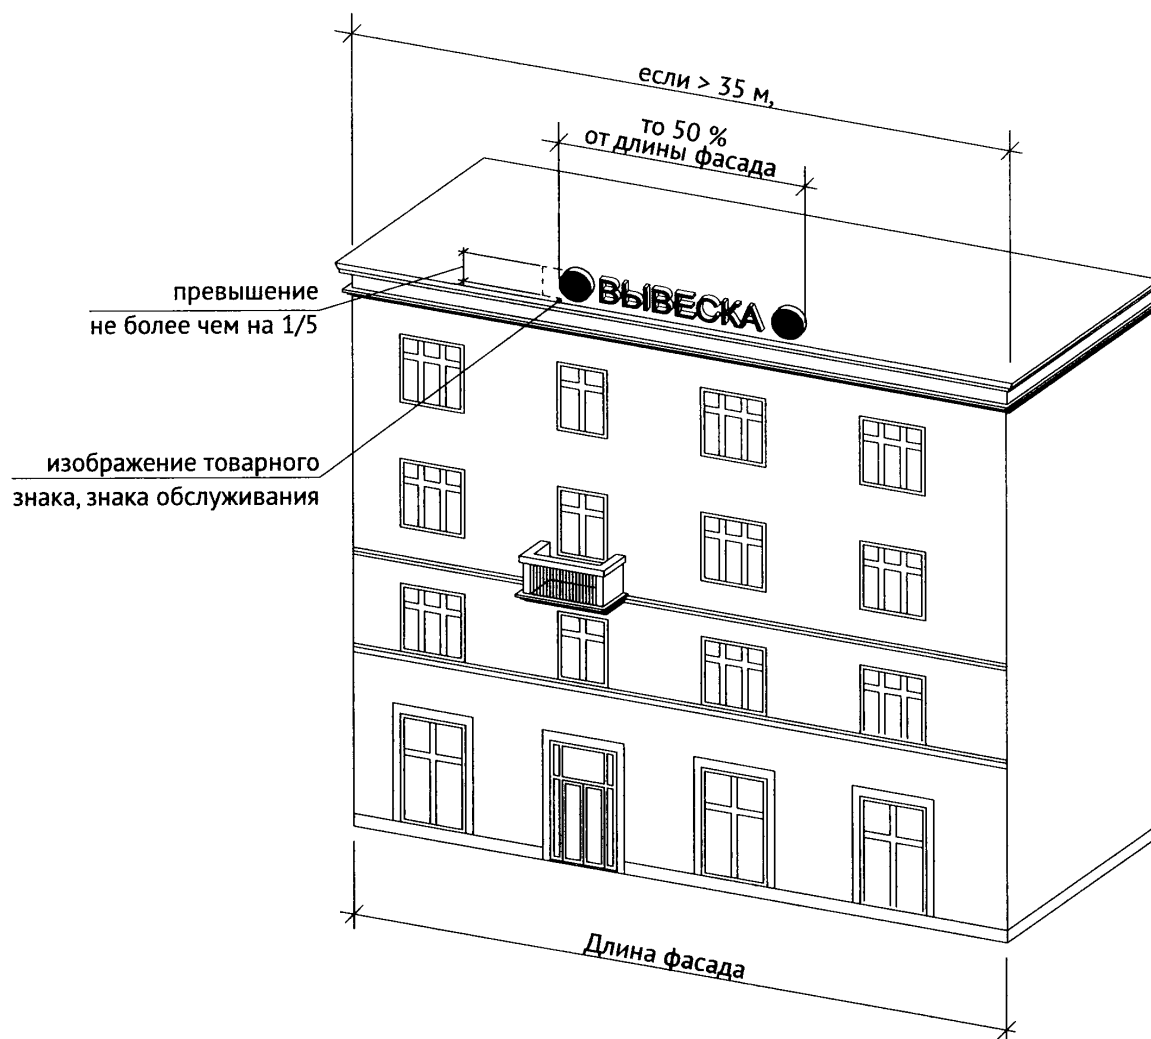 если > 35 м,
то 50 %
от длины фасада
ВЫВЕСКА
превышение
не более чем на 1/5
изображение товарного
знака, знака обслуживания
Длина фасада